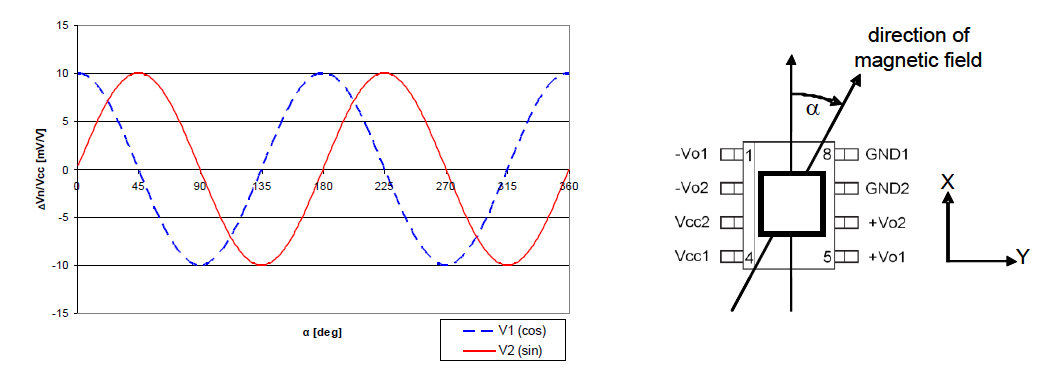 15
10
5
0
-5
-10
-15
ΔVn/Vcc [mV/V]
0 45 90 135 180 225 270 315 360
α [deg]
V1 (cos)
V2 (sin)
direction of
magnetic field
α
-Vo1 1 8 GND1
-Vo2 GND2
Vcc2 +Vo2
Vcc1 4 5 +Vo1
X
Y